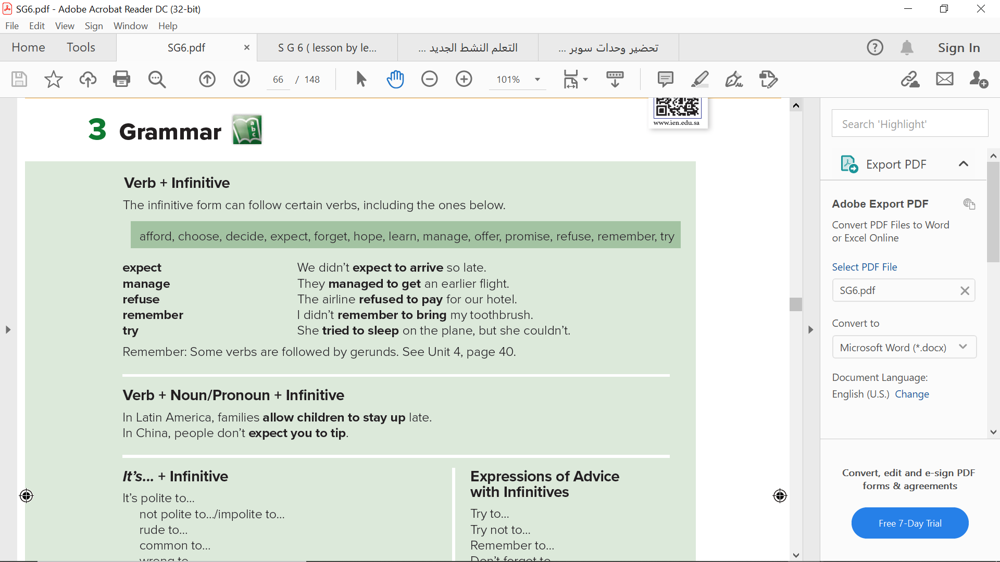 SG6.pdf - Adobe Acrobat Reader DC (32-bit)
File Edit View Sign Window Help
Home Tools SG6.pdf × S G 6 ( lesson by le... التعلم النشط الجديد ... تحضير وحدات سوبر ... Sign In
66 / 148 101%
www.ien.edu.sa
3 Grammar
a b c
Verb + Infinitive
The infinitive form can follow certain verbs, including the ones below.
afford, choose, decide, expect, forget, hope, learn, manage, offer, promise, refuse, remember, try
expect We didn’t expect to arrive so late.
manage They managed to get an earlier flight.
refuse The airline refused to pay for our hotel.
remember I didn’t remember to bring my toothbrush.
try She tried to sleep on the plane, but she couldn’t.
Remember: Some verbs are followed by gerunds. See Unit 4, page 40.
Verb + Noun/Pronoun + Infinitive
In Latin America, families allow children to stay up late.
In China, people don’t expect you to tip.
It’s... + Infinitive
It’s polite to...
not polite to.../impolite to...
rude to...
common to...
wrong to
Expressions of Advice
with Infinitives
Try to...
Try not to...
Remember to...
Don’t forget to
Search 'Highlight'
Export PDF
Adobe Export PDF
Convert PDF Files to Word
or Excel Online
Select PDF File
SG6.pdf
Convert to
Microsoft Word (*.docx)
Document Language:
English (U.S.) Change
Convert, edit and e-sign PDF
forms & agreements
Free 7-Day Trial